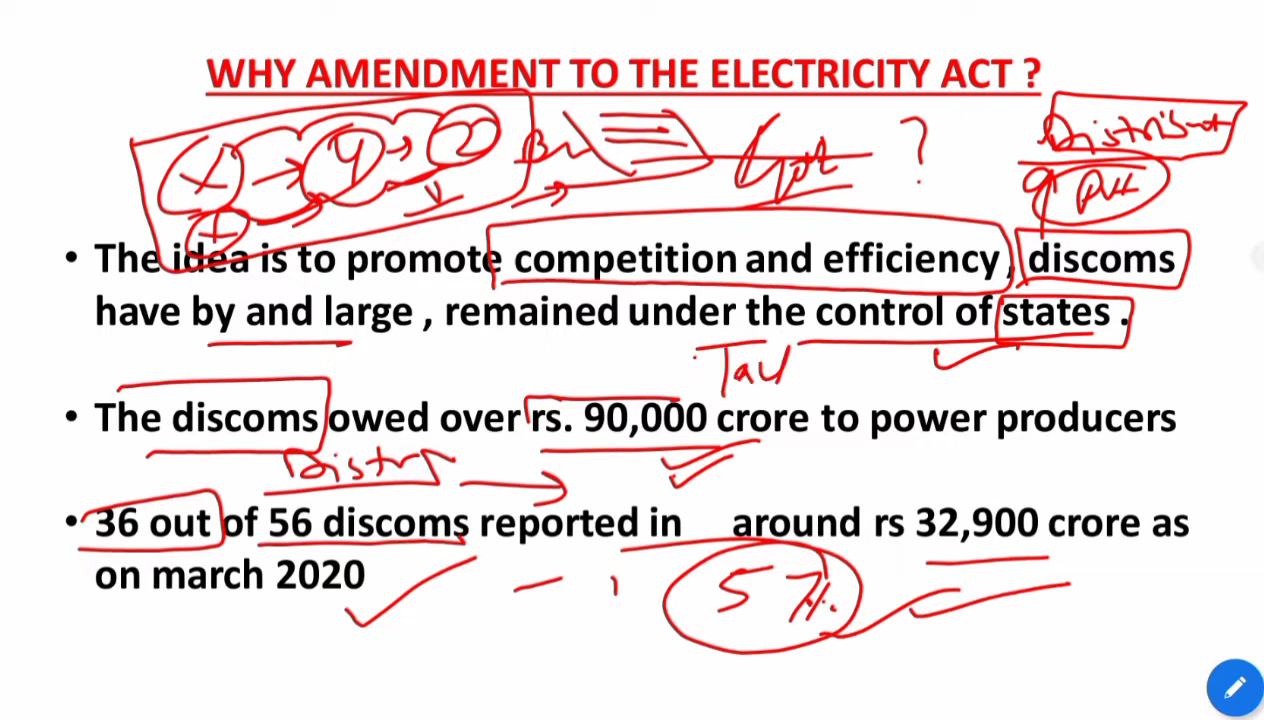 WHY AMENDMENT TO THE ELECTRICITY ACT ?
X → Y → Z
Govt ?
Pvt
• The idea is to promote competition and efficiency, discoms
have by and large , remained under the control of states .
• The discoms owed over rs. 90,000 crore to power producers
• 36 out of 56 discoms reported in around rs 32,900 crore as
on march 2020
5 %